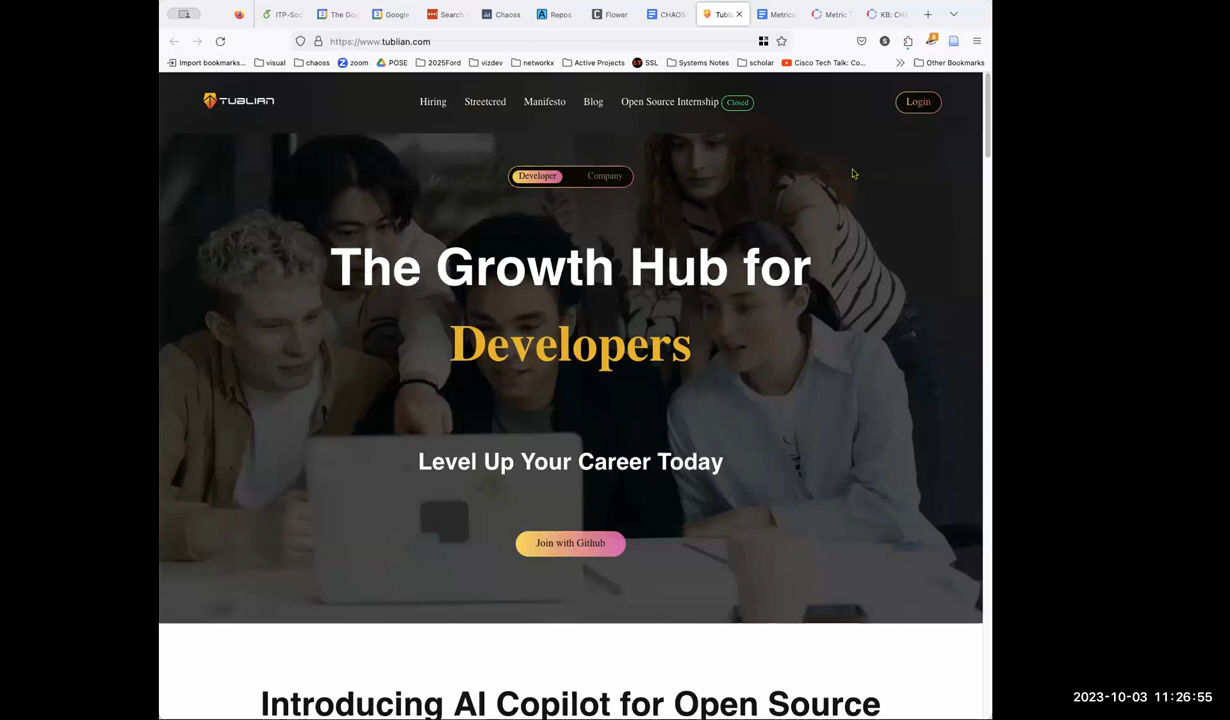 ITP-Soc
The Gog
Google
Search
Chaoss
Repos
Flower
CHAOS
Tubli
Metrics
Metric
KB: CHA
https://www.tublian.com
Import bookmarks...
visual
chaoss
zoom
POSE
2025Ford
vizdev
networkx
Active Projects
SSL
Systems Notes
scholar
Cisco Tech Talk: Co...
Other Bookmarks
TUBLIAN
Hiring
Streetcred
Manifesto
Blog
Open Source Internship Closed
Login
Developer
Company
The Growth Hub for
Developers
Level Up Your Career Today
Join with Github
Introducing AI Copilot for Open Source
2023-10-03 11:26:55